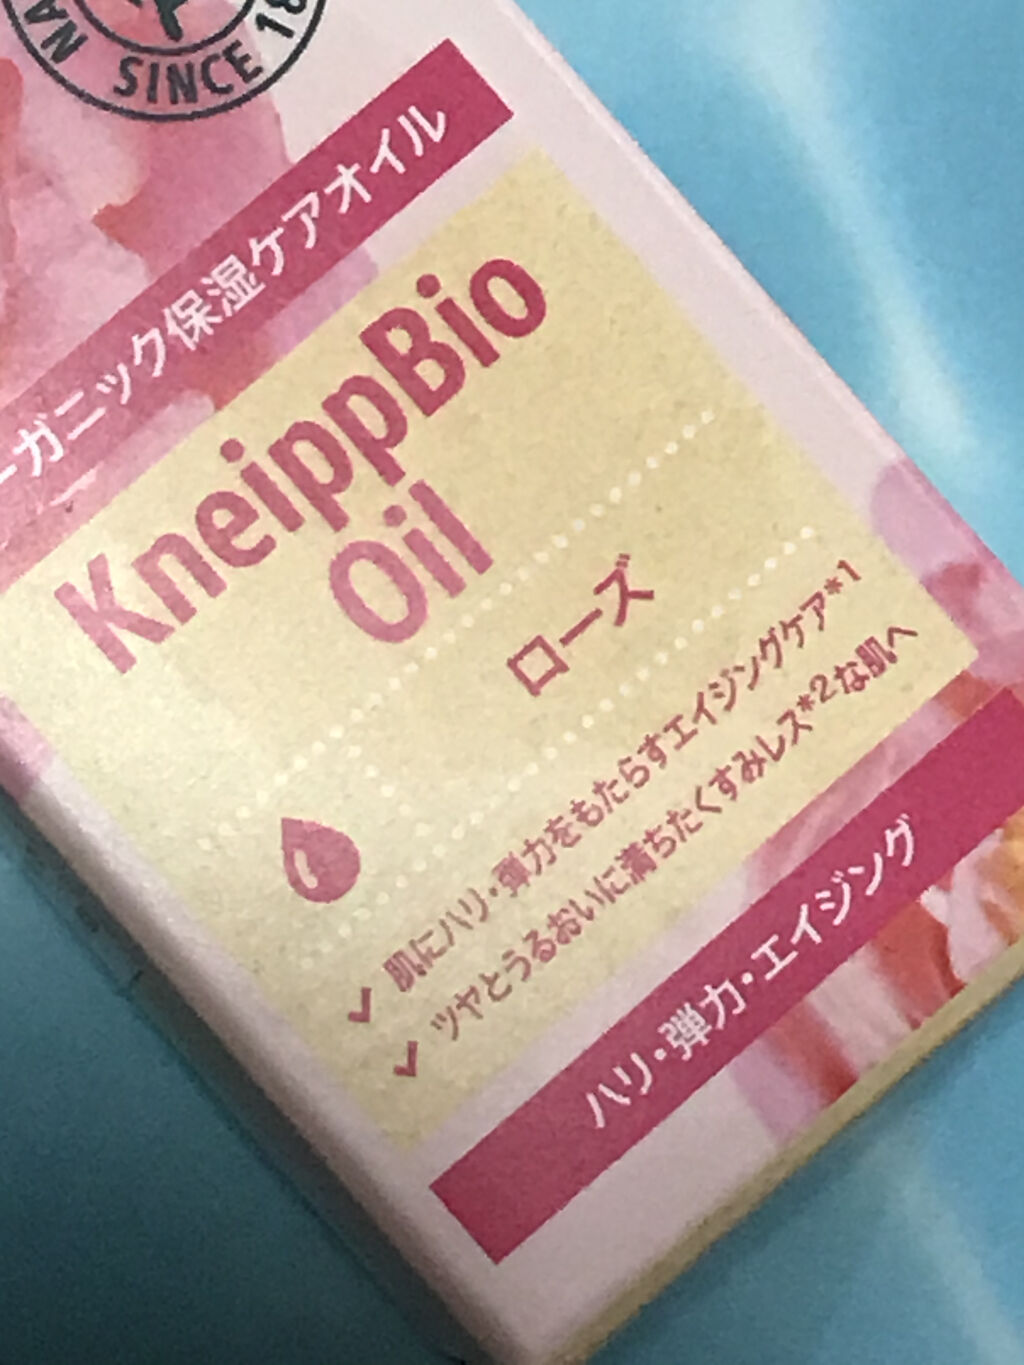 SINCE 18
ーガニック保湿ケアオイル
KneippBio
Oil
ローズ
✓ 肌にハリ・弾力をもたらすエイジングケア*1
✓ ツヤとうるおいに満ちたくすみレス*2な肌へ
ハリ・弾力・エイジング